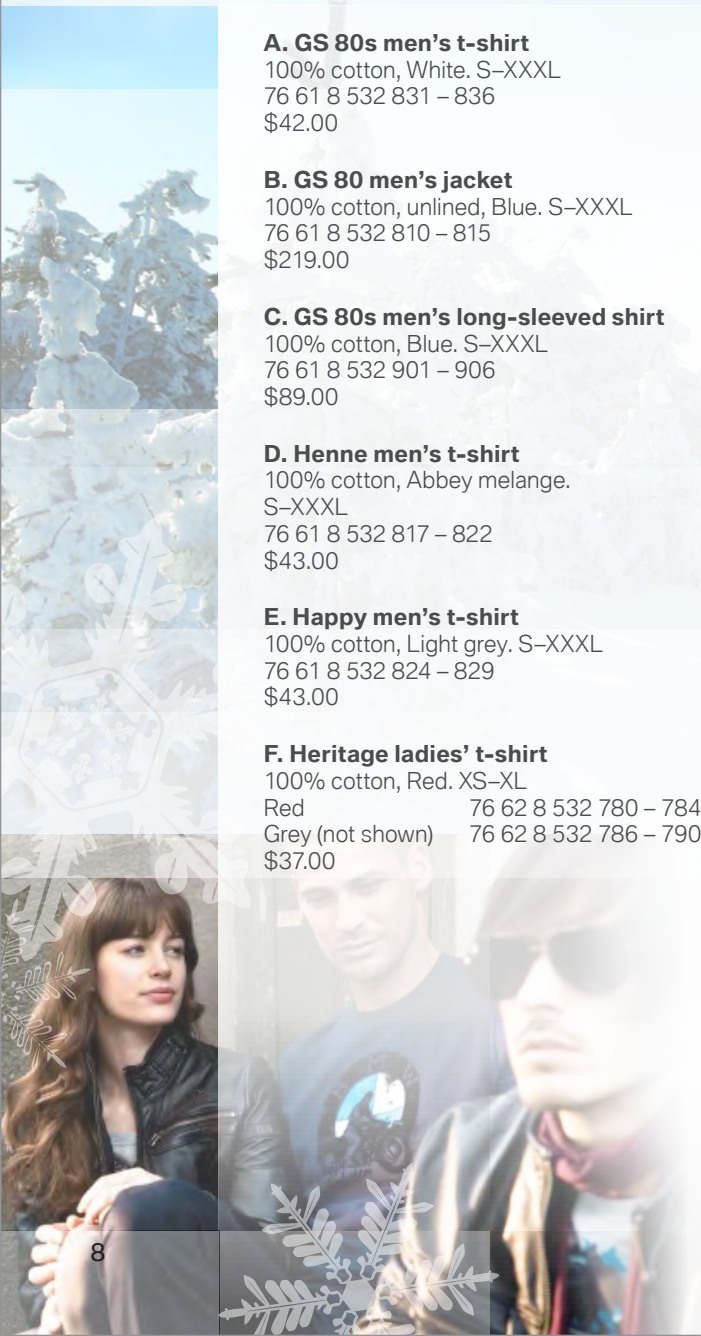 A. GS 80s men’s t-shirt
100% cotton, White. S–XXXL
76 61 8 532 831 – 836
$42.00
B. GS 80 men’s jacket
100% cotton, unlined, Blue. S–XXXL
76 61 8 532 810 – 815
$219.00
C. GS 80s men’s long-sleeved shirt
100% cotton, Blue. S–XXXL
76 61 8 532 901 – 906
$89.00
D. Henne men’s t-shirt
100% cotton, Abbey melange.
S–XXXL
76 61 8 532 817 – 822
$43.00
E. Happy men’s t-shirt
100% cotton, Light grey. S–XXXL
76 61 8 532 824 – 829
$43.00
F. Heritage ladies’ t-shirt
100% cotton, Red. XS–XL
Red 76 62 8 532 780 – 784
Grey (not shown) 76 62 8 532 786 – 790
$37.00
8